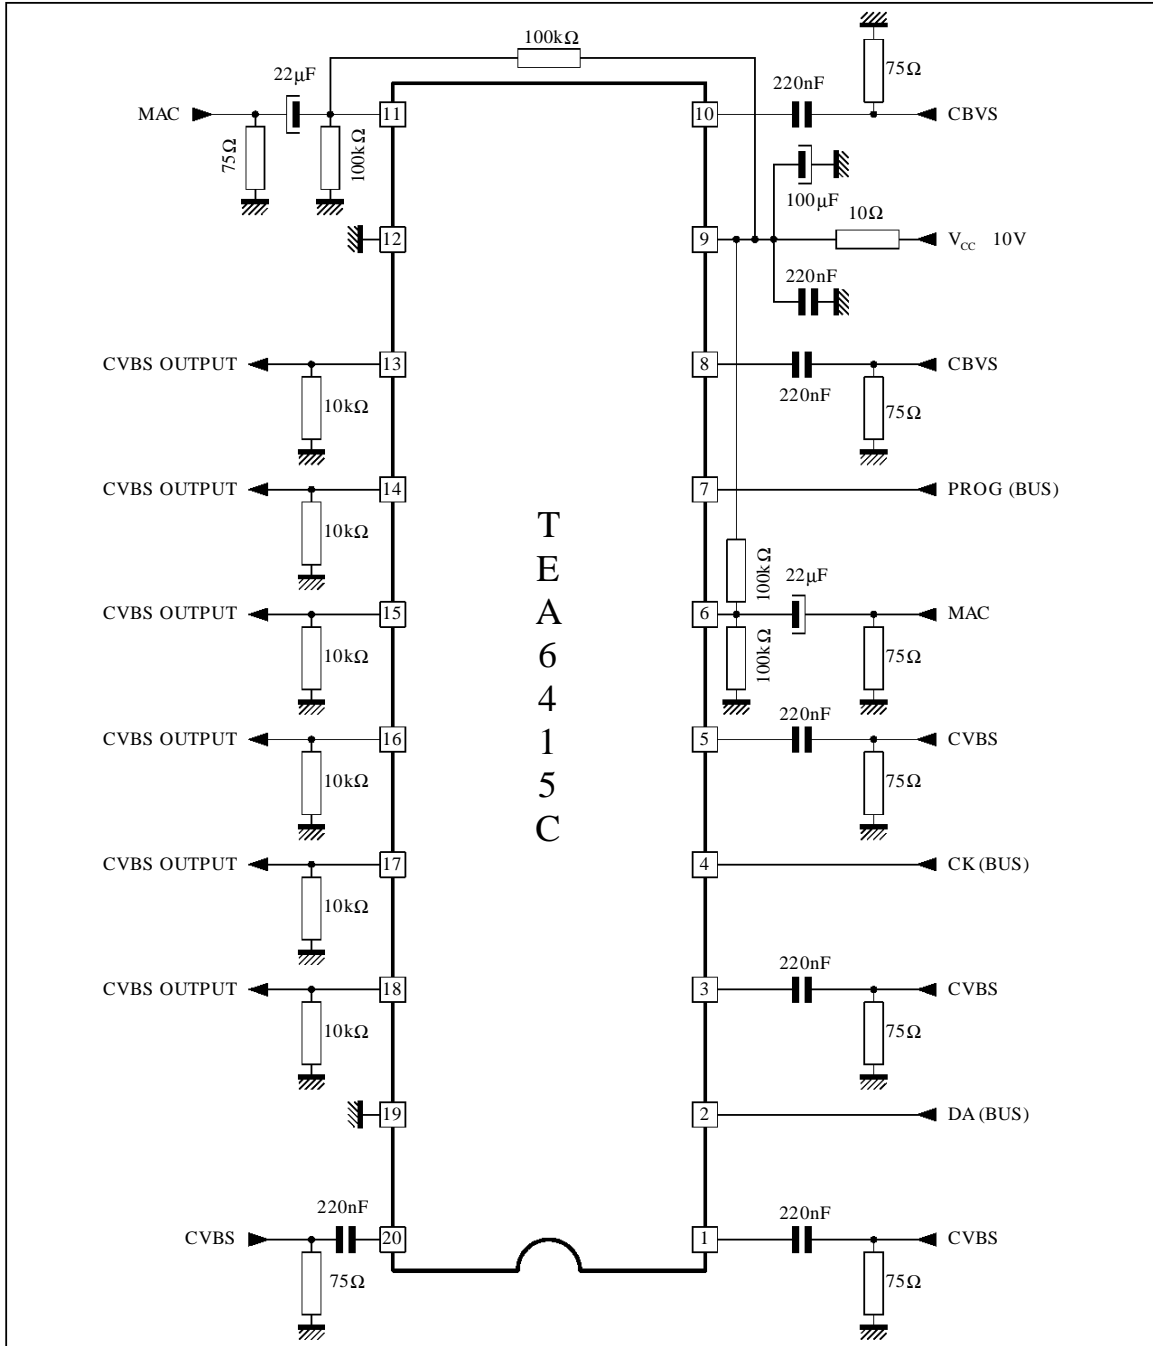 100kΩ
75Ω
22µF
220nF
MAC
11
10
CBVS
75Ω
100kΩ
100µF
10Ω
12
9
VCC 10V
220nF
CVBS OUTPUT
13
8
CBVS
10kΩ
220nF
75Ω
CVBS OUTPUT
14
7
PROG (BUS)
10kΩ
TEA6415C
100kΩ
22µF
CVBS OUTPUT
15
6
MAC
10kΩ
100kΩ
75Ω
220nF
CVBS OUTPUT
16
5
CVBS
10kΩ
75Ω
CVBS OUTPUT
17
4
CK (BUS)
10kΩ
220nF
CVBS OUTPUT
18
3
CVBS
10kΩ
75Ω
19
2
DA (BUS)
220nF
220nF
CVBS
20
1
CVBS
75Ω
75Ω